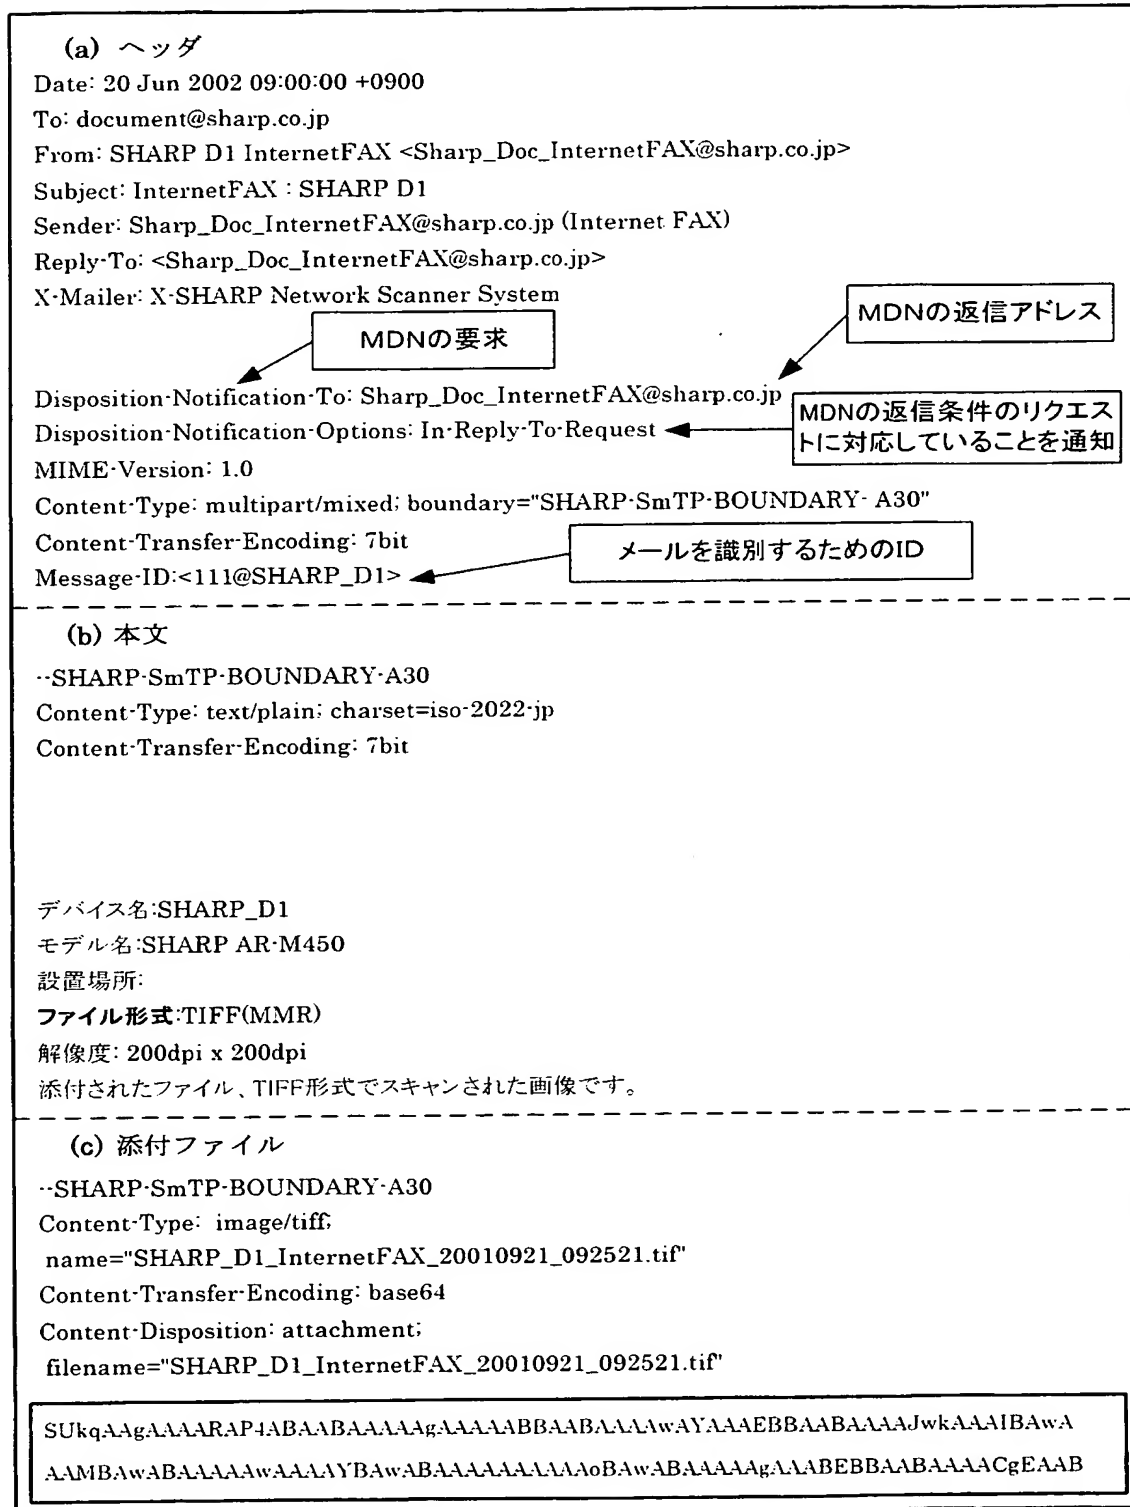 (a) ヘッダ
Date: 20 Jun 2002 09:00:00 +0900
To: document@sharp.co.jp
From: SHARP D1 InternetFAX <Sharp_Doc_InternetFAX@sharp.co.jp>
Subject: InternetFAX : SHARP D1
Sender: Sharp_Doc_InternetFAX@sharp.co.jp (Internet FAX)
Reply-To: <Sharp_Doc_InternetFAX@sharp.co.jp>
X-Mailer: X-SHARP Network Scanner System
MDNの要求
MDNの返信アドレス
Disposition-Notification-To: Sharp_Doc_InternetFAX@sharp.co.jp
Disposition-Notification-Options: In-Reply-To-Request
MDNの返信条件のリクエス
トに対応していることを通知
MIME-Version: 1.0
Content-Type: multipart/mixed; boundary="SHARP-SmTP-BOUNDARY- A30"
Content-Transfer-Encoding: 7bit
メールを識別するためのID
Message-ID:<111@SHARP_D1>
(b) 本文
--SHARP-SmTP-BOUNDARY-A30
Content-Type: text/plain; charset=iso-2022-jp
Content-Transfer-Encoding: 7bit
デバイス名:SHARP_D1
モデル名:SHARP AR-M450
設置場所:
ファイル形式:TIFF(MMR)
解像度: 200dpi x 200dpi
添付されたファイル、TIFF形式でスキャンされた画像です。
(c) 添付ファイル
--SHARP-SmTP-BOUNDARY-A30
Content-Type: image/tiff;
name="SHARP_D1_InternetFAX_20010921_092521.tif"
Content-Transfer-Encoding: base64
Content-Disposition: attachment;
filename="SHARP_D1_InternetFAX_20010921_092521.tif"
SUkqAAgAAAARAP4ABAABAAAAAgAAAAABBAABAAAAwAYAAAEBBAABAAAAJwkAAAIBAwA
AAMBAwABAAAAAwAAAAYBAwABAAAAAAAAAAoBAwABAAAAAgAAABEBBAABAAAACgEAAB